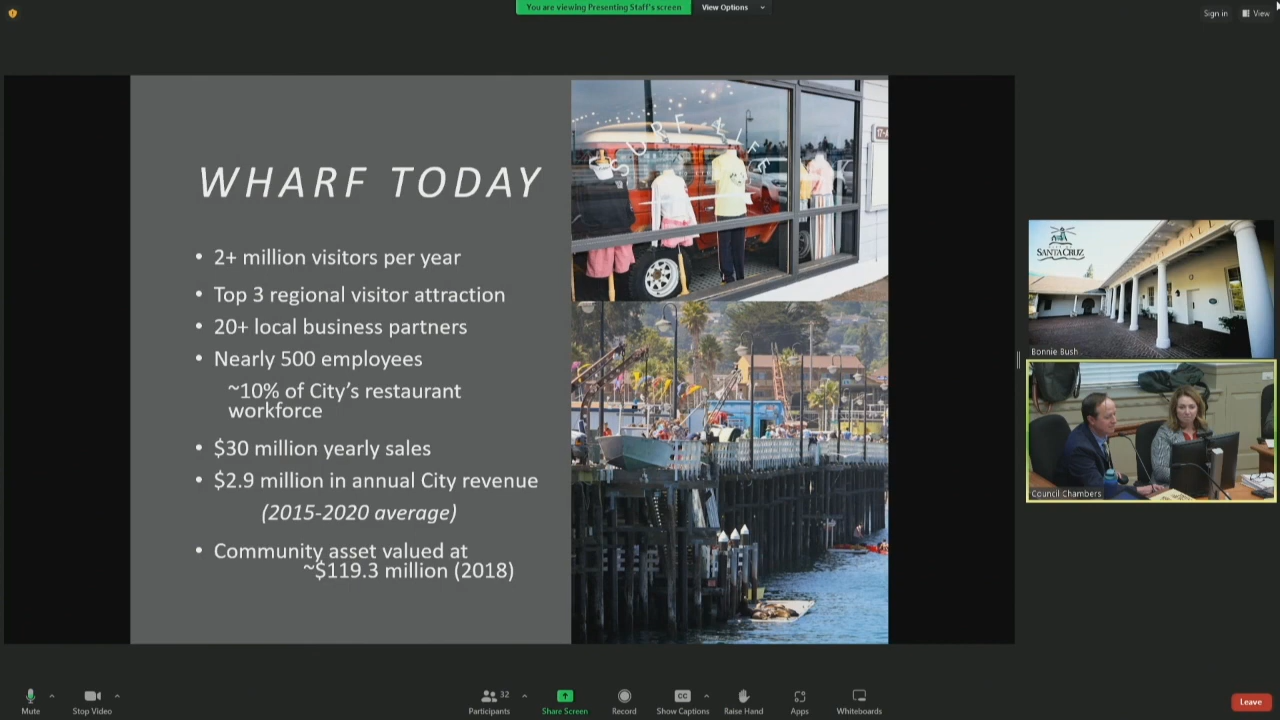 You are viewing Presenting Staff's screen
View Options
Sign in
View
WHARF TODAY
• 2+ million visitors per year
• Top 3 regional visitor attraction
• 20+ local business partners
• Nearly 500 employees
~10% of City's restaurant
workforce
• $30 million yearly sales
• $2.9 million in annual City revenue
(2015-2020 average)
• Community asset valued at
~$119.3 million (2018)
SURF LIFE
SANTA CRUZ
HALL
Bonnie Bush
Council Chambers
Mute
Stop Video
Participants
32
Share Screen
Record
CC
Show Captions
Raise Hand
Apps
Whiteboards
Leave